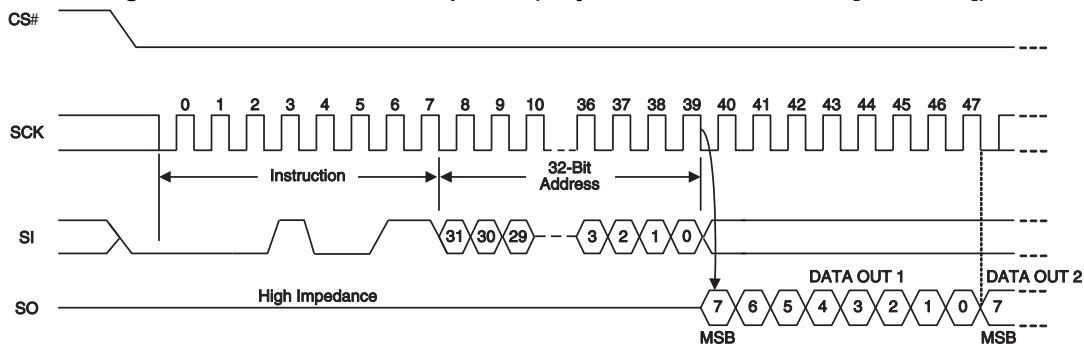 CS#
0 1 2 3 4 5 6 7 8 9 10 36 37 38 39 40 41 42 43 44 45 46 47
SCK
Instruction
32-Bit
Address
SI
31 30 29 3 2 1 0
DATA OUT 1
DATA OUT 2
High Impedance
SO
7 6 5 4 3 2 1 0 7
MSB
MSB